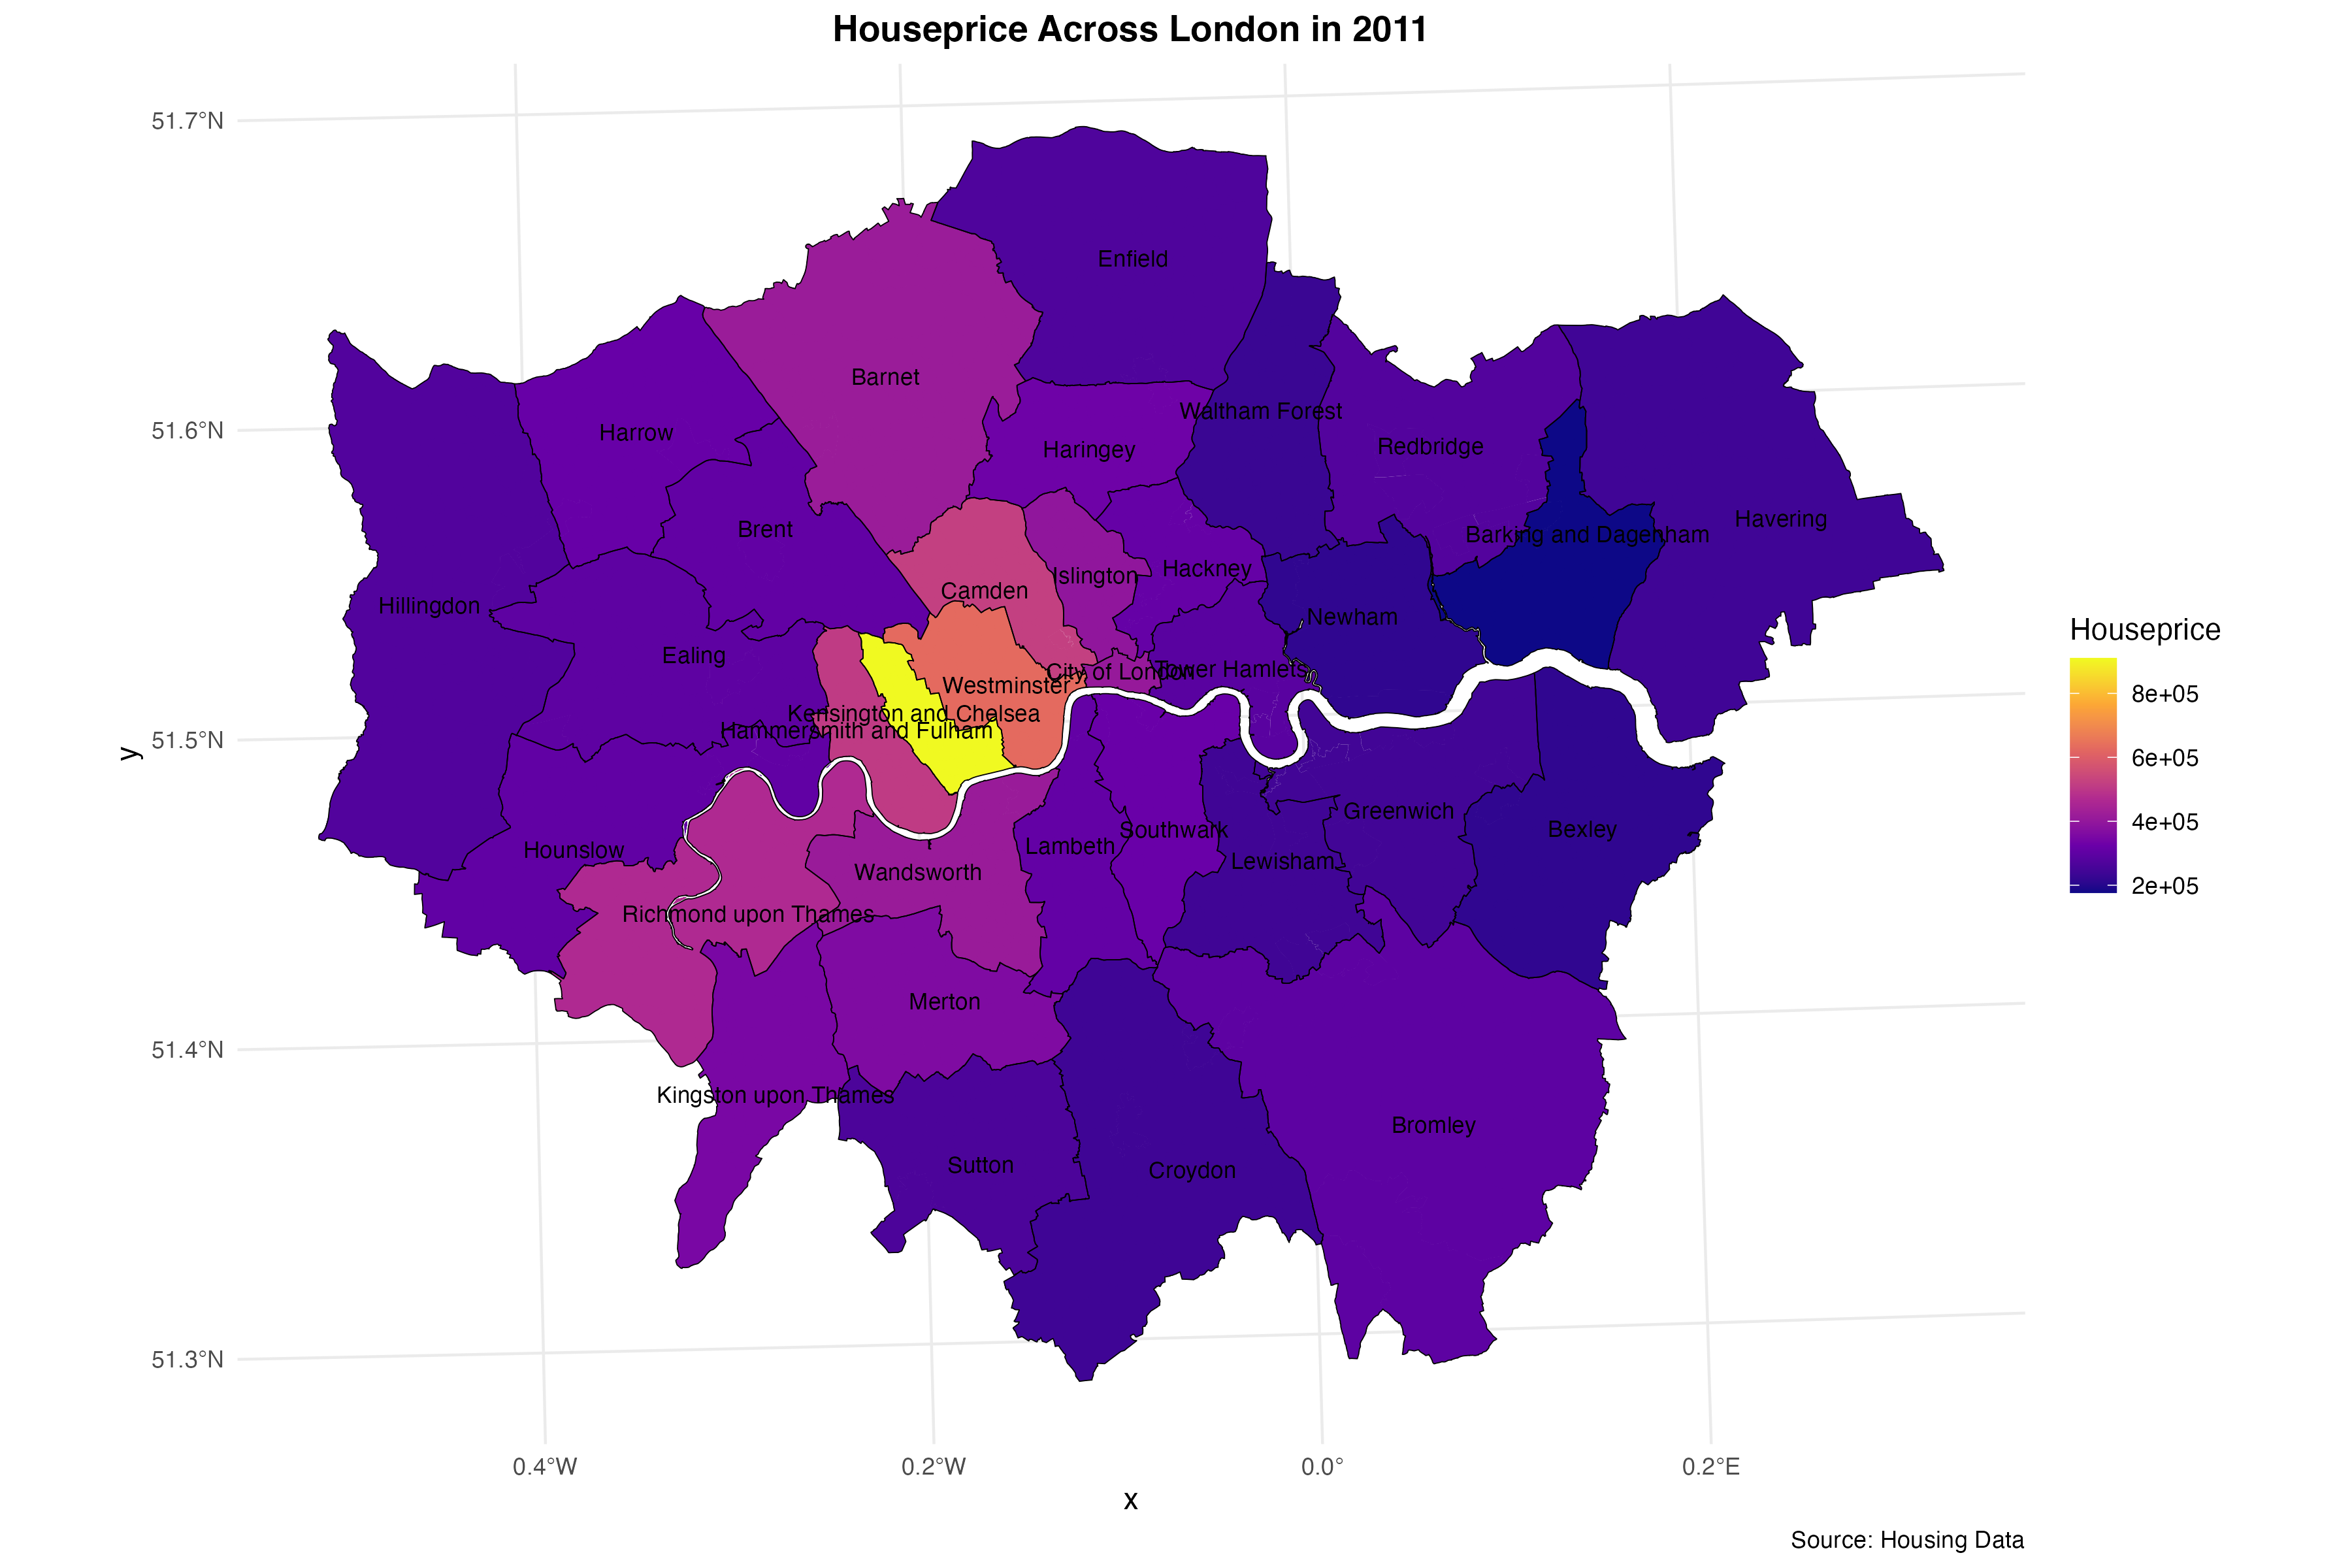 Houseprice Across London in 2011
51.7°N
51.6°N
51.5°N
51.4°N
51.3°N
y
Enfield
Barnet
Waltham Forest
Harrow
Redbridge
Haringey
Havering
Brent
Barking and Dagenham
Hackney
Islington
Camden
Hillingdon
Newham
Ealing
Tower Hamlets
City of London
Westminster
Kensington and Chelsea
Hammersmith and Fulham
Greenwich
Bexley
Southwark
Lambeth
Hounslow
Lewisham
Wandsworth
Richmond upon Thames
Merton
Kingston upon Thames
Bromley
Sutton
Croydon
Houseprice
8e+05
6e+05
4e+05
2e+05
0.4°W
0.2°W
0.0°
0.2°E
x
Source: Housing Data